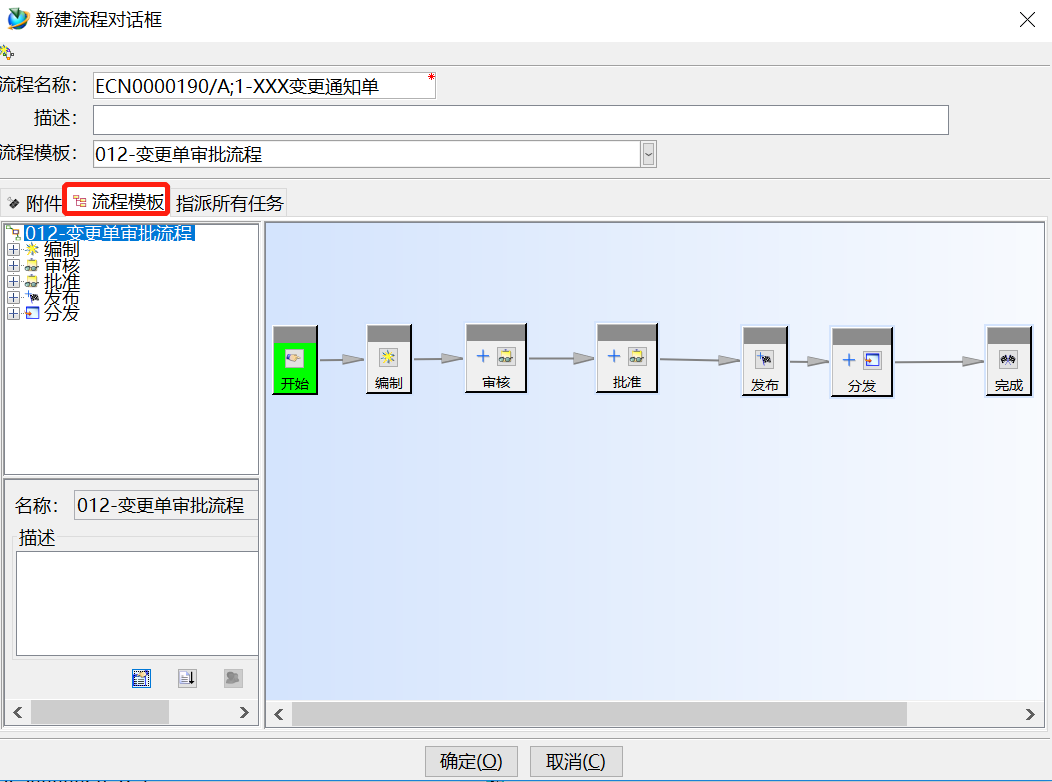 新建流程对话框
流程名称： ECN0000190/A;1-XXX变更通知单 *
描述：
流程模板： 012-变更单审批流程
附件 流程模板 指派所有任务
012-变更单审批流程
编制
审核
批准
发布
分发
开始 编制 审核 批准 发布 分发 完成
名称： 012-变更单审批流程
描述
确定(O) 取消(C)